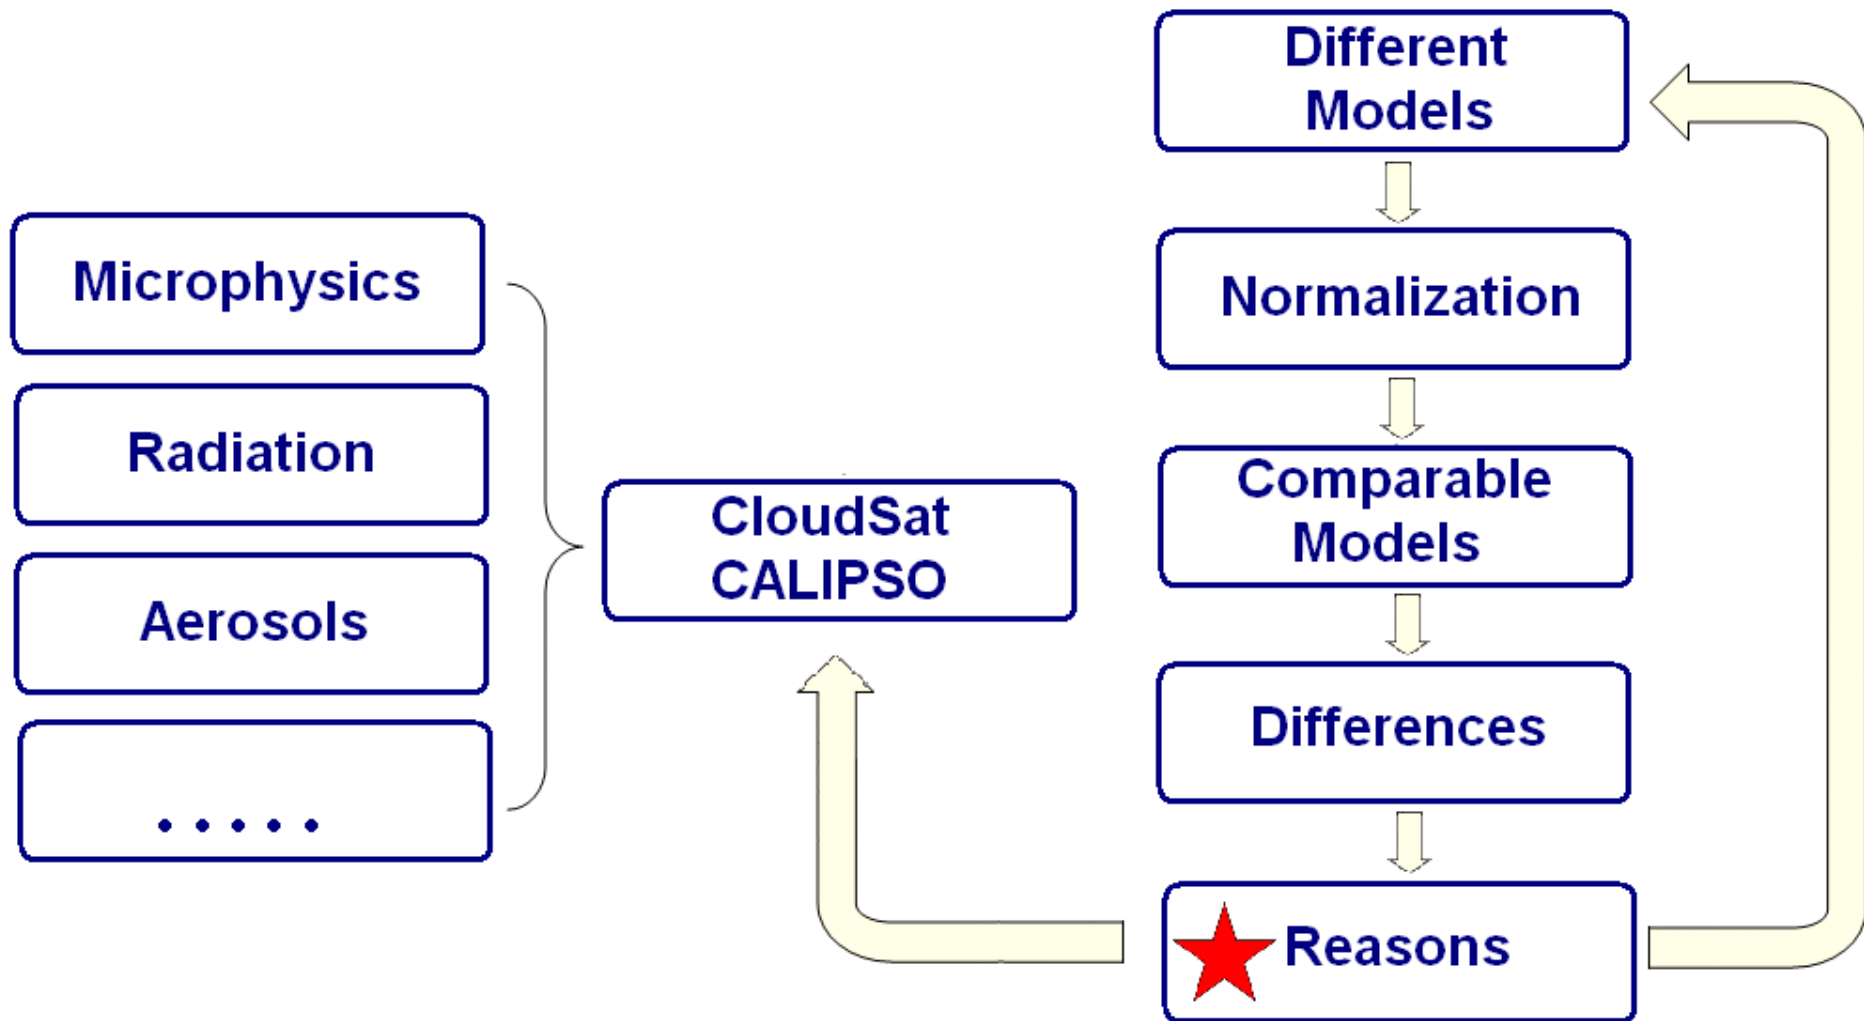 Microphysics
Radiation
Aerosols
.....
CloudSat
CALIPSO
Different
Models
Normalization
Comparable
Models
Differences
Reasons